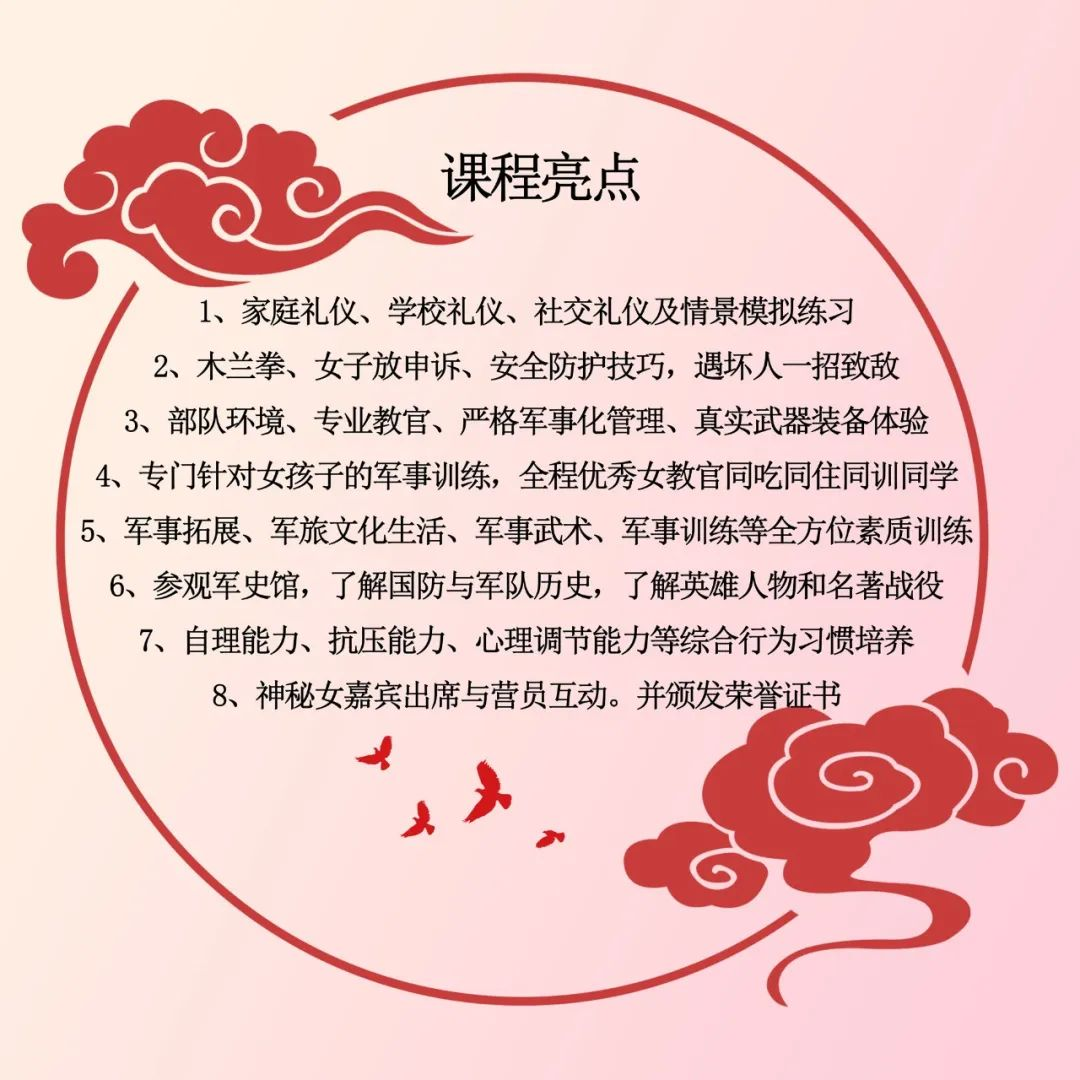 课程亮点
1、家庭礼仪、学校礼仪、社交礼仪及情景模拟练习
2、木兰拳、女子放申诉、安全防护技巧，遇坏人一招致敌
3、部队环境、专业教官、严格军事化管理、真实武器装备体验
4、专门针对女孩子的军事训练，全程优秀女教官同吃同住同训同学
5、军事拓展、军旅文化生活、军事武术、军事训练等全方位素质训练
6、参观军史馆，了解国防与军队历史，了解英雄人物和名著战役
7、自理能力、抗压能力、心理调节能力等综合行为习惯培养
8、神秘女嘉宾出席与营员互动。并颁发荣誉证书